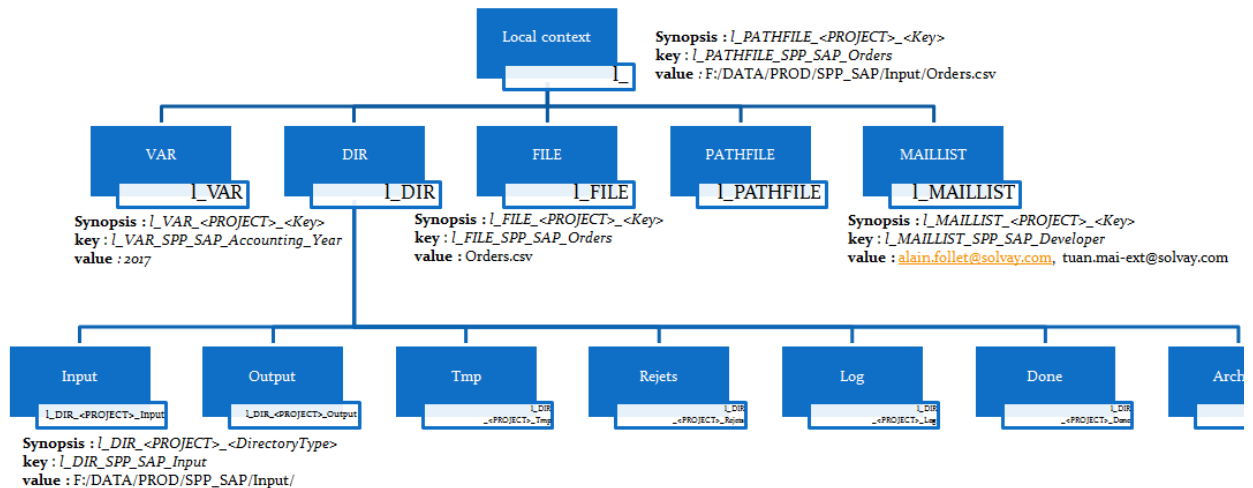 Local context
l_
Synopsis : l_PATHFILE_<PROJECT>_<Key>
key : l_PATHFILE_SPP_SAP_Orders
value : F:/DATA/PROD/SPP_SAP/Input/Orders.csv
VAR
l_VAR
DIR
l_DIR
FILE
l_FILE
PATHFILE
l_PATHFILE
MAILLIST
l_MAILLIST
Synopsis : l_VAR_<PROJECT>_<Key>
key : l_VAR_SPP_SAP_Accounting_Year
value : 2017
Synopsis : l_FILE_<PROJECT>_<Key>
key : l_FILE_SPP_SAP_Orders
value : Orders.csv
Synopsis : l_MAILLIST_<PROJECT>_<Key>
key : l_MAILLIST_SPP_SAP_Developer
value : alain.follet@solvay.com, tuan.mai-ext@solvay.com
Input
l_DIR_<PROJECT>_Input
Output
l_DIR_<PROJECT>_Output
Tmp
l_DIR
_<PROJECT>_Tmp
Rejets
l_DIR
_<PROJECT>_Rejets
Log
l_DIR
_<PROJECT>_Log
Done
l_DIR
_<PROJECT>_Done
Arch
Synopsis : l_DIR_<PROJECT>_<DirectoryType>
key : l_DIR_SPP_SAP_Input
value : F:/DATA/PROD/SPP_SAP/Input/